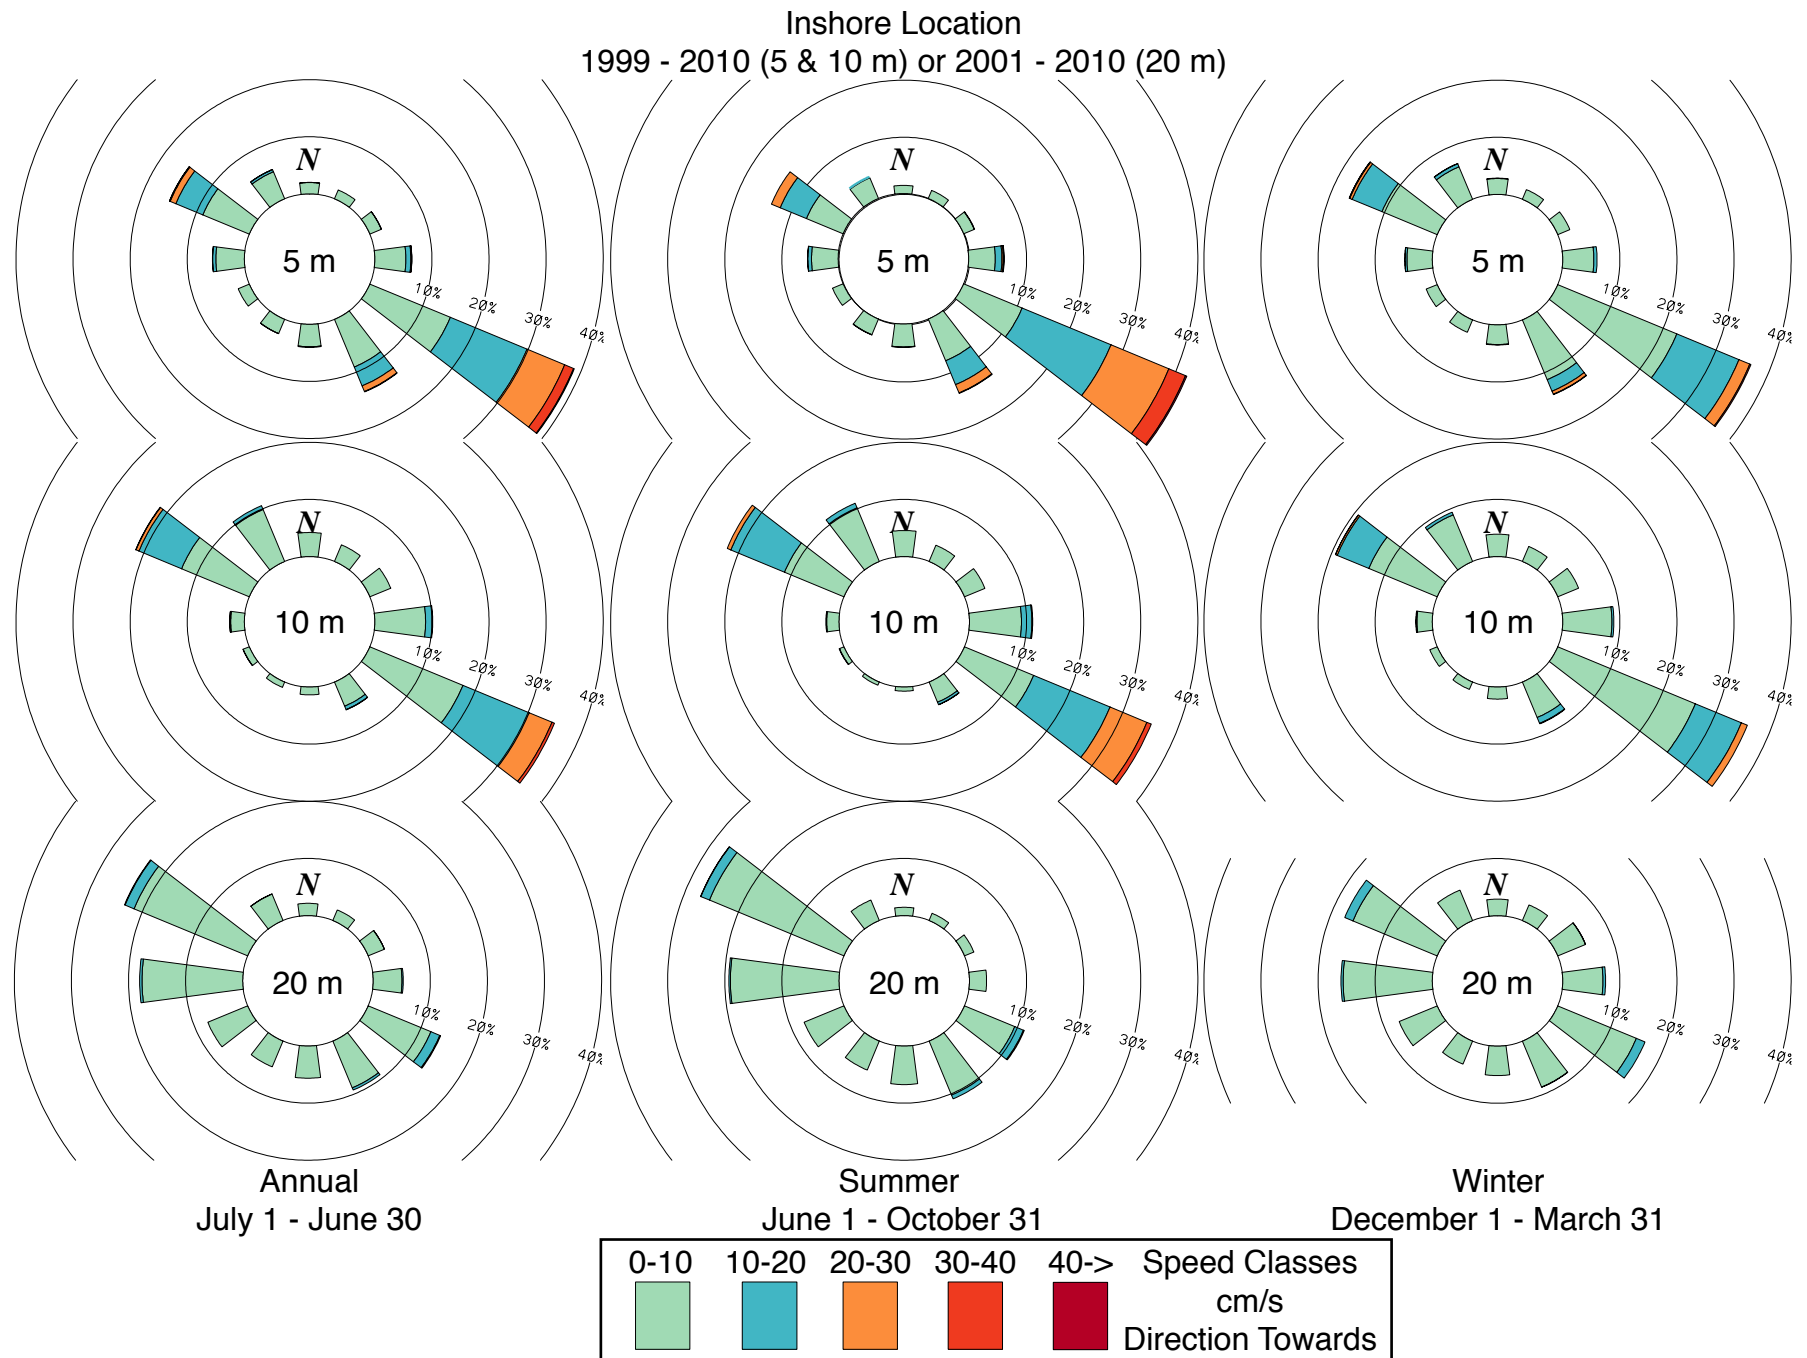 Inshore Location
1999 - 2010 (5 & 10 m) or 2001 - 2010 (20 m)
N N N
5 m 5 m 5 m
10% 20% 30% 40% 10% 20% 30% 40% 10% 20% 30% 40%
N N N
10 m 10 m 10 m
10% 20% 30% 40% 10% 20% 30% 40% 10% 20% 30% 40%
N N N
20 m 20 m 20 m
10% 20% 30% 40% 10% 20% 30% 40% 10% 20% 30% 40%
Annual Summer Winter
July 1 - June 30 June 1 - October 31 December 1 - March 31
0-10 10-20 20-30 30-40 40-> Speed Classes
cm/s
Direction Towards